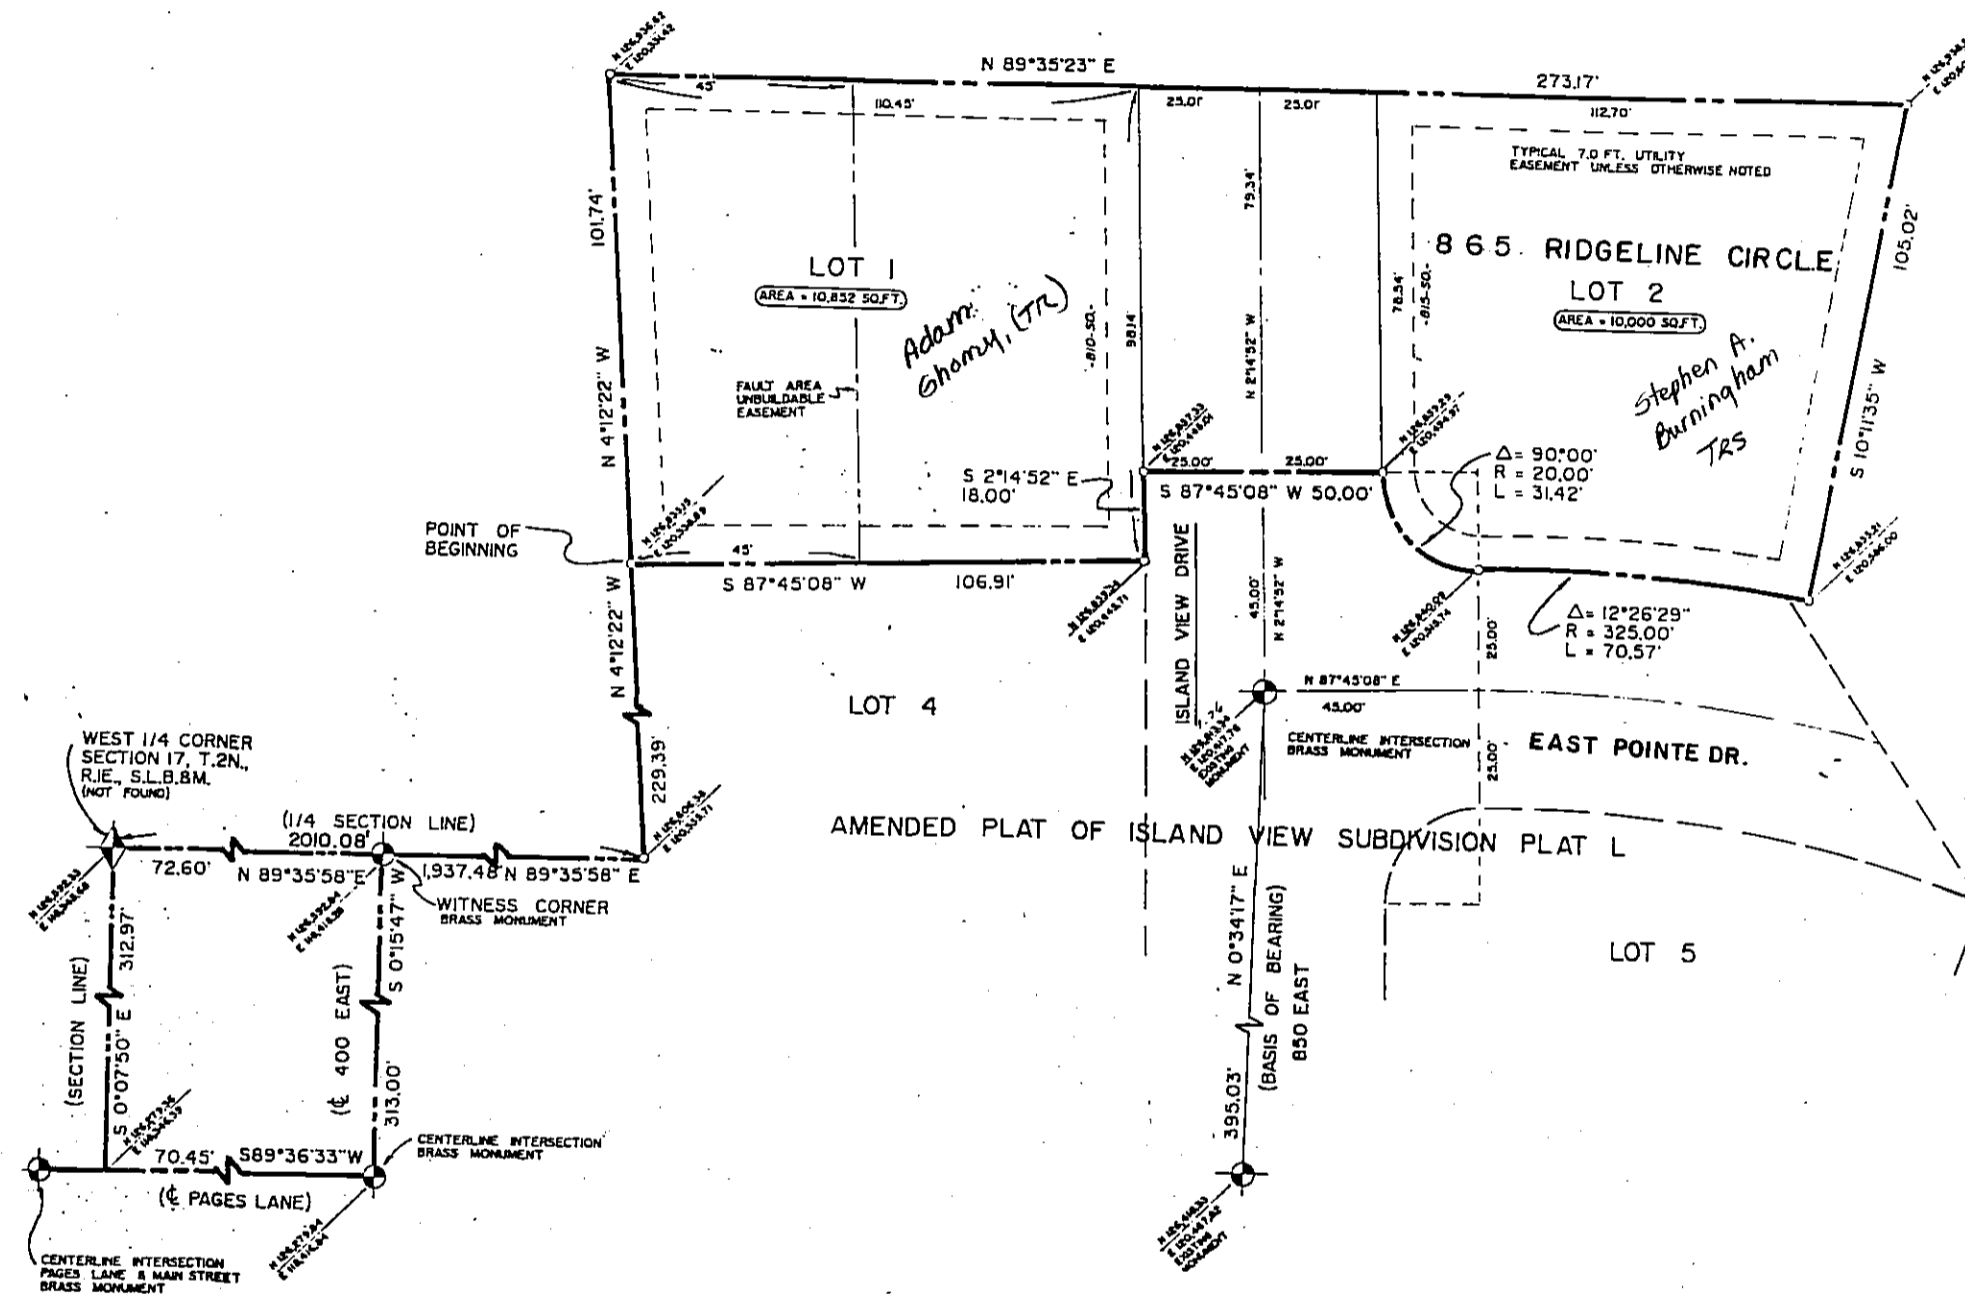 N 89°35'23" E
273.17'
45'
110.45'
25.01'
25.01'
112.70'
TYPICAL 7.0 FT. UTILITY
EASEMENT UNLESS OTHERWISE NOTED
101.74'
N 4°12'22" W
LOT 1
AREA = 10,852 SQ.FT.
Adam
Ghomy, (TR)
FAULT AREA
UNBUILDABLE
EASEMENT
-810-SO.-
98.14'
79.34'
N 2°14'52" W
78.54'
-815-SO.-
865. RIDGELINE CIRCLE
LOT 2
AREA = 10,000 SQ.FT.
Stephen A.
Burningham
TRS
105.02'
S 10°11'35" W
S 2°14'52" E
18.00'
25.00'
25.00'
S 87°45'08" W 50.00'
Δ= 90°00'
R = 20.00'
L = 31.42'
POINT OF
BEGINNING
45'
S 87°45'08" W
106.91'
Δ= 12°26'29"
R = 325.00'
L = 70.57'
N 4°12'22" W
229.39'
LOT 4
ISLAND VIEW DRIVE
45.00'
N 2°14'52" W
25.00'
25.00'
N 87°45'08" E
45.00'
CENTERLINE INTERSECTION
BRASS MONUMENT
EXISTING
MONUMENT
EAST POINTE DR.
WEST 1/4 CORNER
SECTION 17, T.2N.,
R.1E., S.L.B.&M.
(NOT FOUND)
(1/4 SECTION LINE)
2010.08'
72.60'
N 89°35'58" E
1,937.48'
N 89°35'58" E
WITNESS CORNER
BRASS MONUMENT
AMENDED PLAT OF ISLAND VIEW SUBDIVISION PLAT L
LOT 5
(SECTION LINE)
S 0°07'50" E
312.97'
(℄ 400 EAST)
S 0°15'47" W
313.00'
N 0°34'17" E
395.03'
(BASIS OF BEARING)
850 EAST
70.45'
S89°36'33"W
(℄ PAGES LANE)
CENTERLINE INTERSECTION
BRASS MONUMENT
CENTERLINE INTERSECTION
PAGES LANE & MAIN STREET
BRASS MONUMENT
EXISTING
MONUMENT